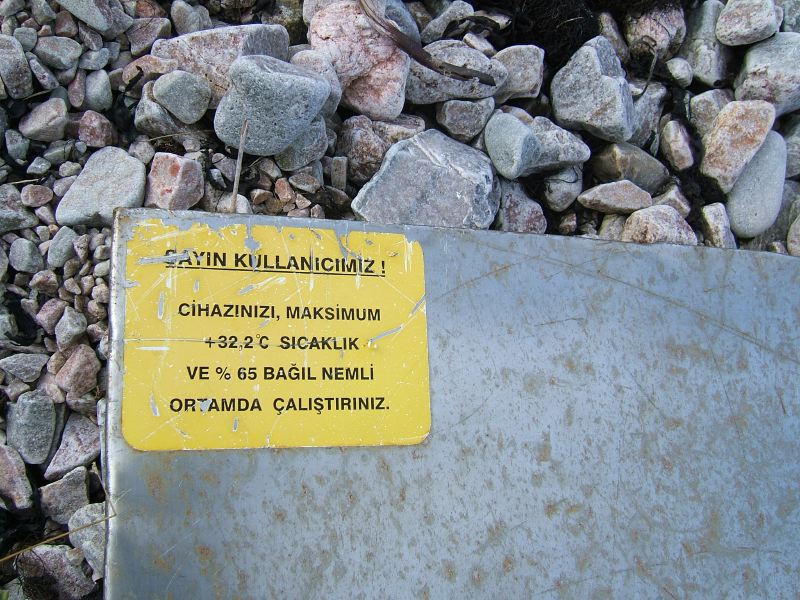 SAYIN KULLANICIMIZ !
CİHAZINIZI, MAKSİMUM
+32,2°C SICAKLIK
VE % 65 BAĞIL NEMLİ
ORTAMDA ÇALIŞTIRINIZ.